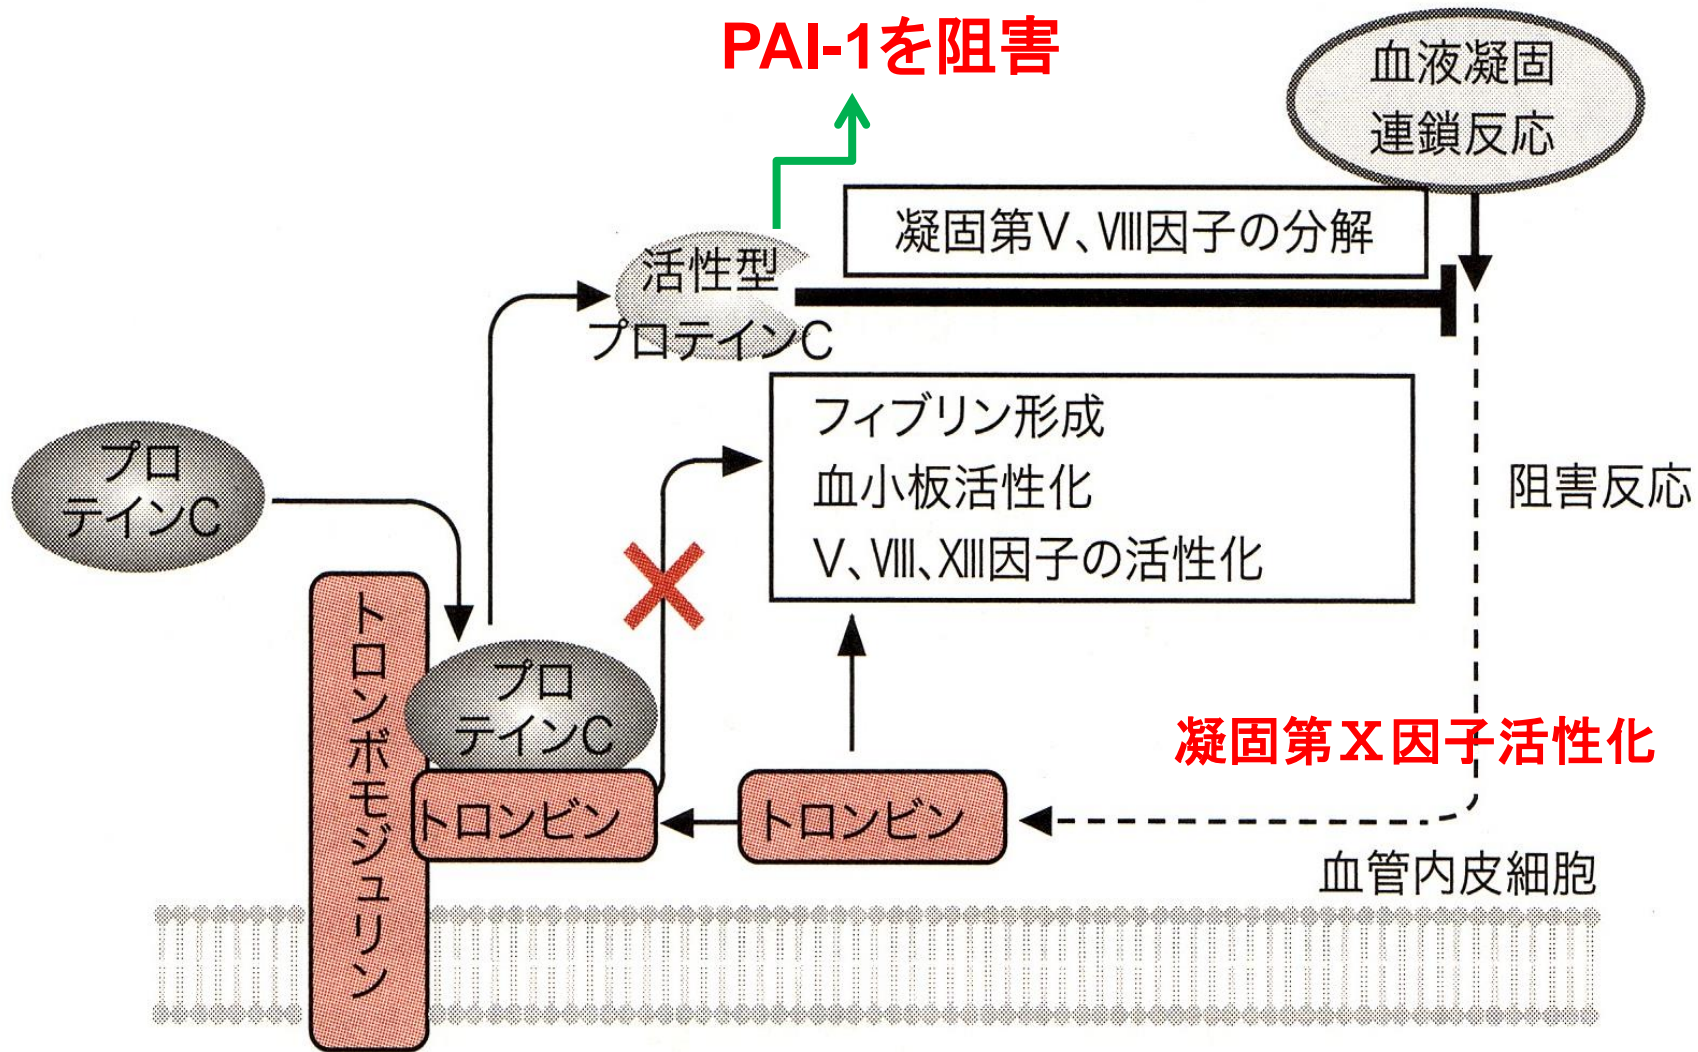 PAI-1を阻害
血液凝固
連鎖反応
凝固第Ⅴ、Ⅷ因子の分解
活性型
プロテインC
フィブリン形成
血小板活性化
Ⅴ、Ⅷ、XIII因子の活性化
プロ
テインC
阻害反応
トロンボモジュリン
プロ
テインC
凝固第Ⅹ因子活性化
トロンビン
トロンビン
血管内皮細胞